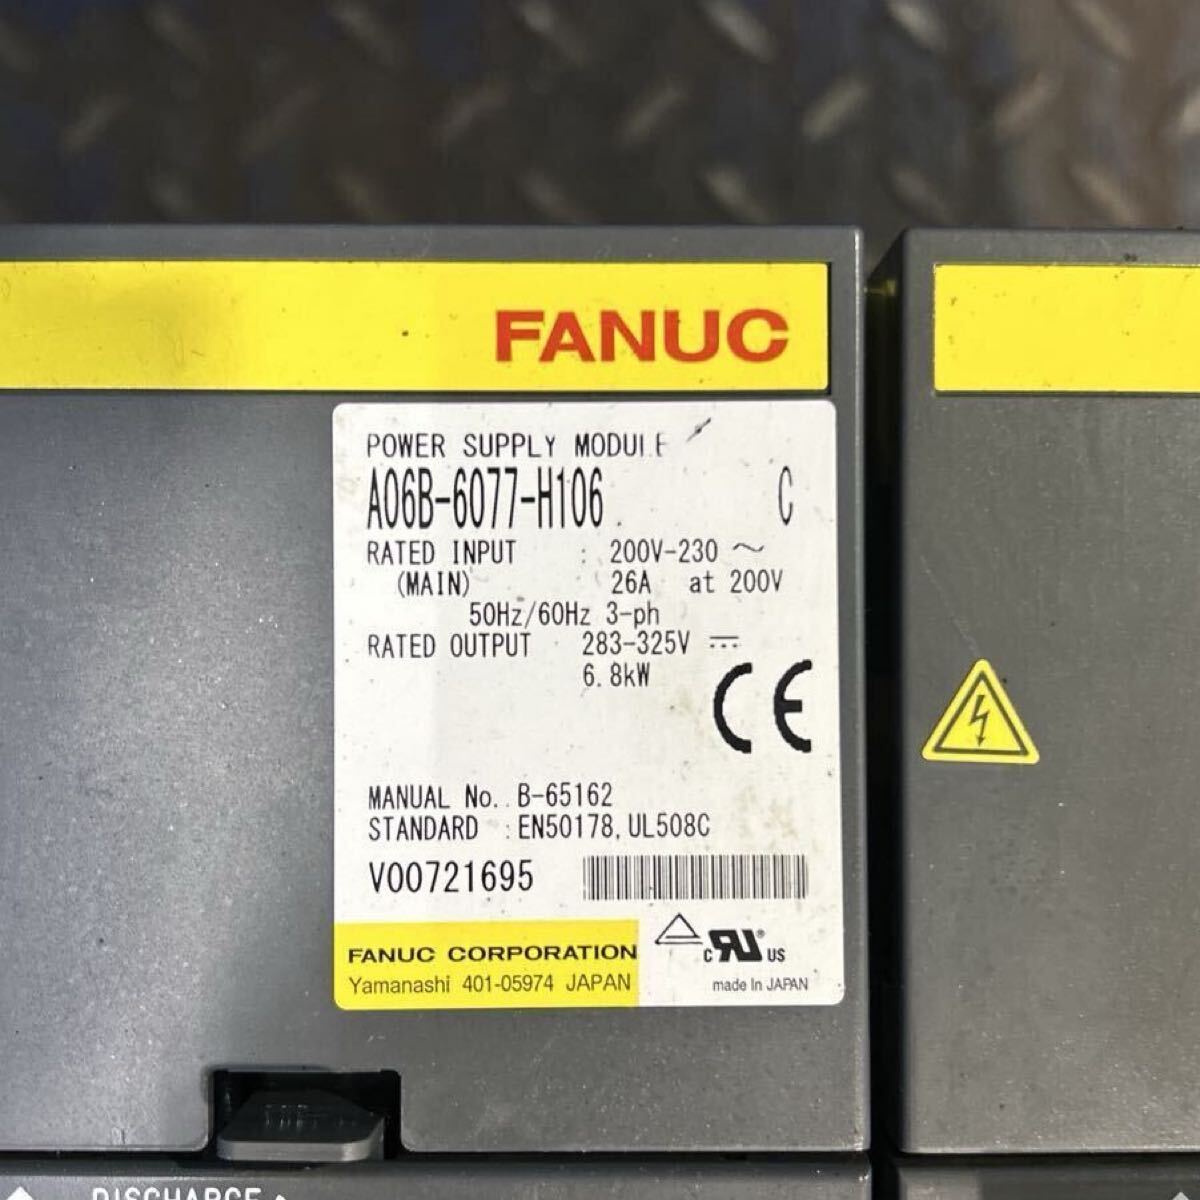 FANUC
POWER SUPPLY MODULE
A06B-6077-H106 C
RATED INPUT : 200V-230 ~
(MAIN) 26A at 200V
50Hz/60Hz 3-ph
RATED OUTPUT 283-325V ⎓
6.8kW
CE
MANUAL No. B-65162
STANDARD : EN50178, UL508C
V00721695
FANUC CORPORATION
Yamanashi 401-05974 JAPAN
c RU ® US
made In JAPAN
DISCHARGE